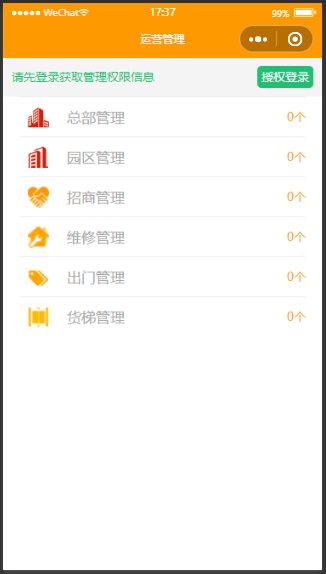 ●●●●● WeChat 17:37 99%
运营管理
请先登录获取管理权限信息 授权登录
总部管理 0个
园区管理 0个
招商管理 0个
维修管理 0个
出门管理 0个
货梯管理 0个